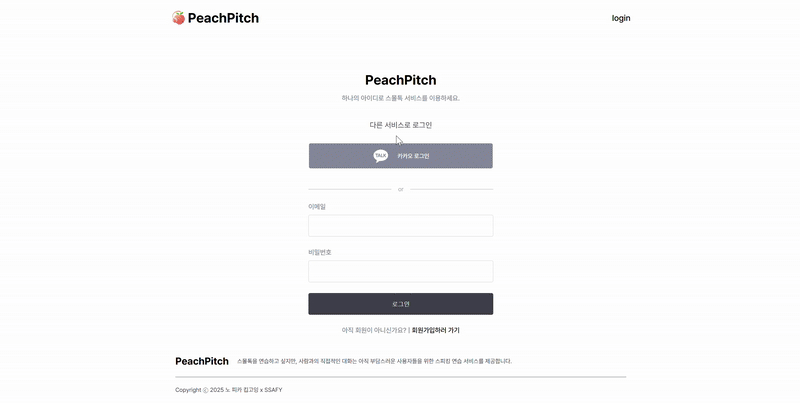 PeachPitch
login
PeachPitch
하나의 아이디로 스몰톡 서비스를 이용하세요.
다른 서비스로 로그인
TALK 카카오 로그인
or
이메일
비밀번호
로그인
아직 회원이 아니신가요? | 회원가입하러 가기
PeachPitch 스몰톡을 연습하고 싶지만, 사람과의 직접적인 대화는 아직 부담스러운 사용자들을 위한 스피킹 연습 서비스를 제공합니다.
Copyright ⓒ 2025 노 피카 킵고잉 x SSAFY